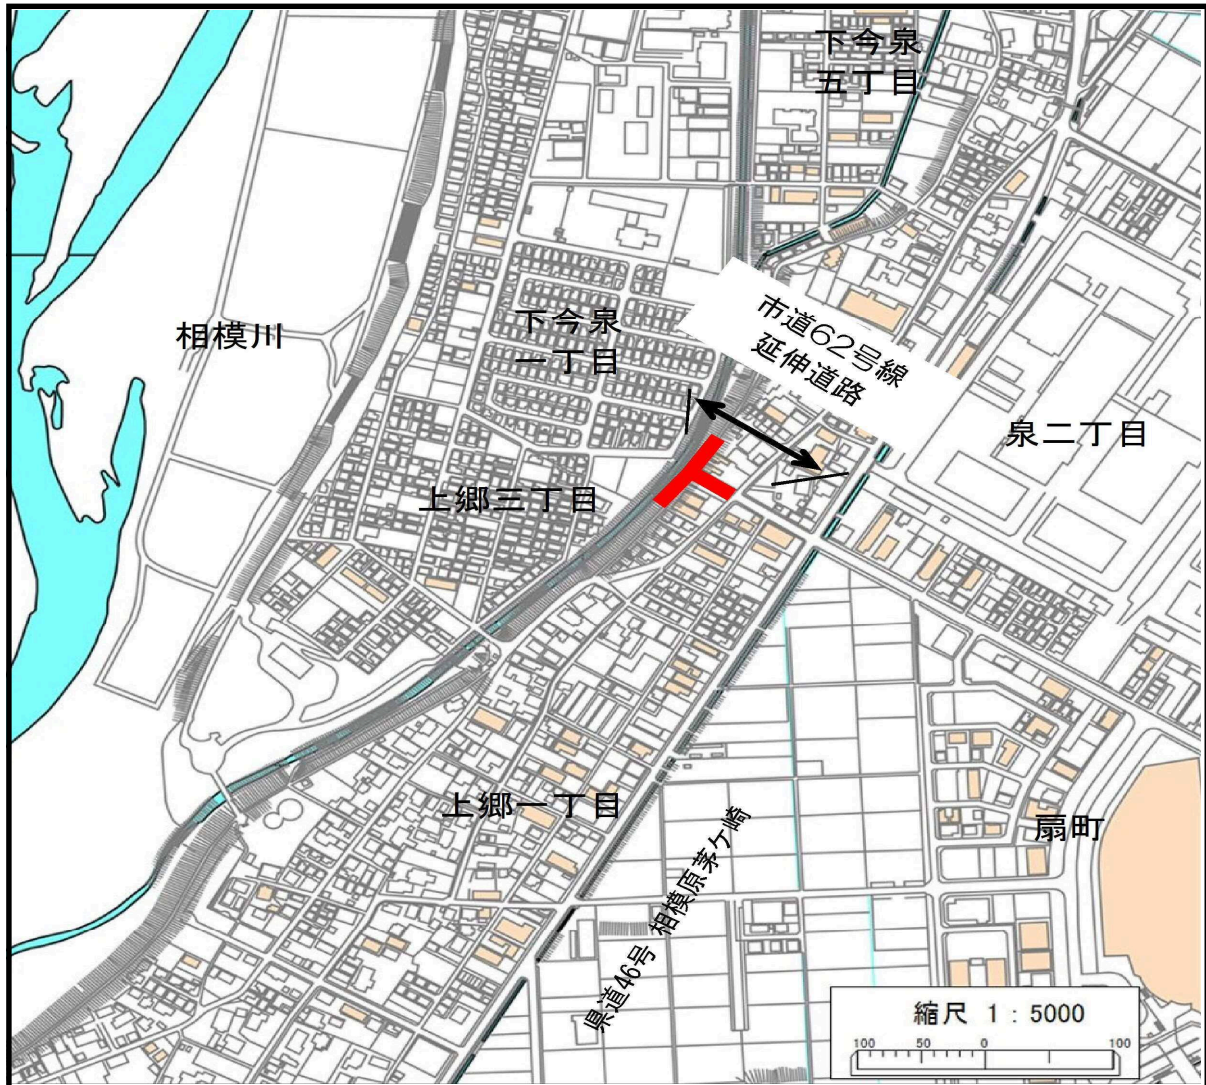 下今泉
五丁目
市道62号線
延伸道路
下今泉
一丁目
相模川
泉二丁目
上郷三丁目
上郷一丁目
扇町
県道46号 相模原茅ケ崎
縮尺 1：5000
100 50 0 100